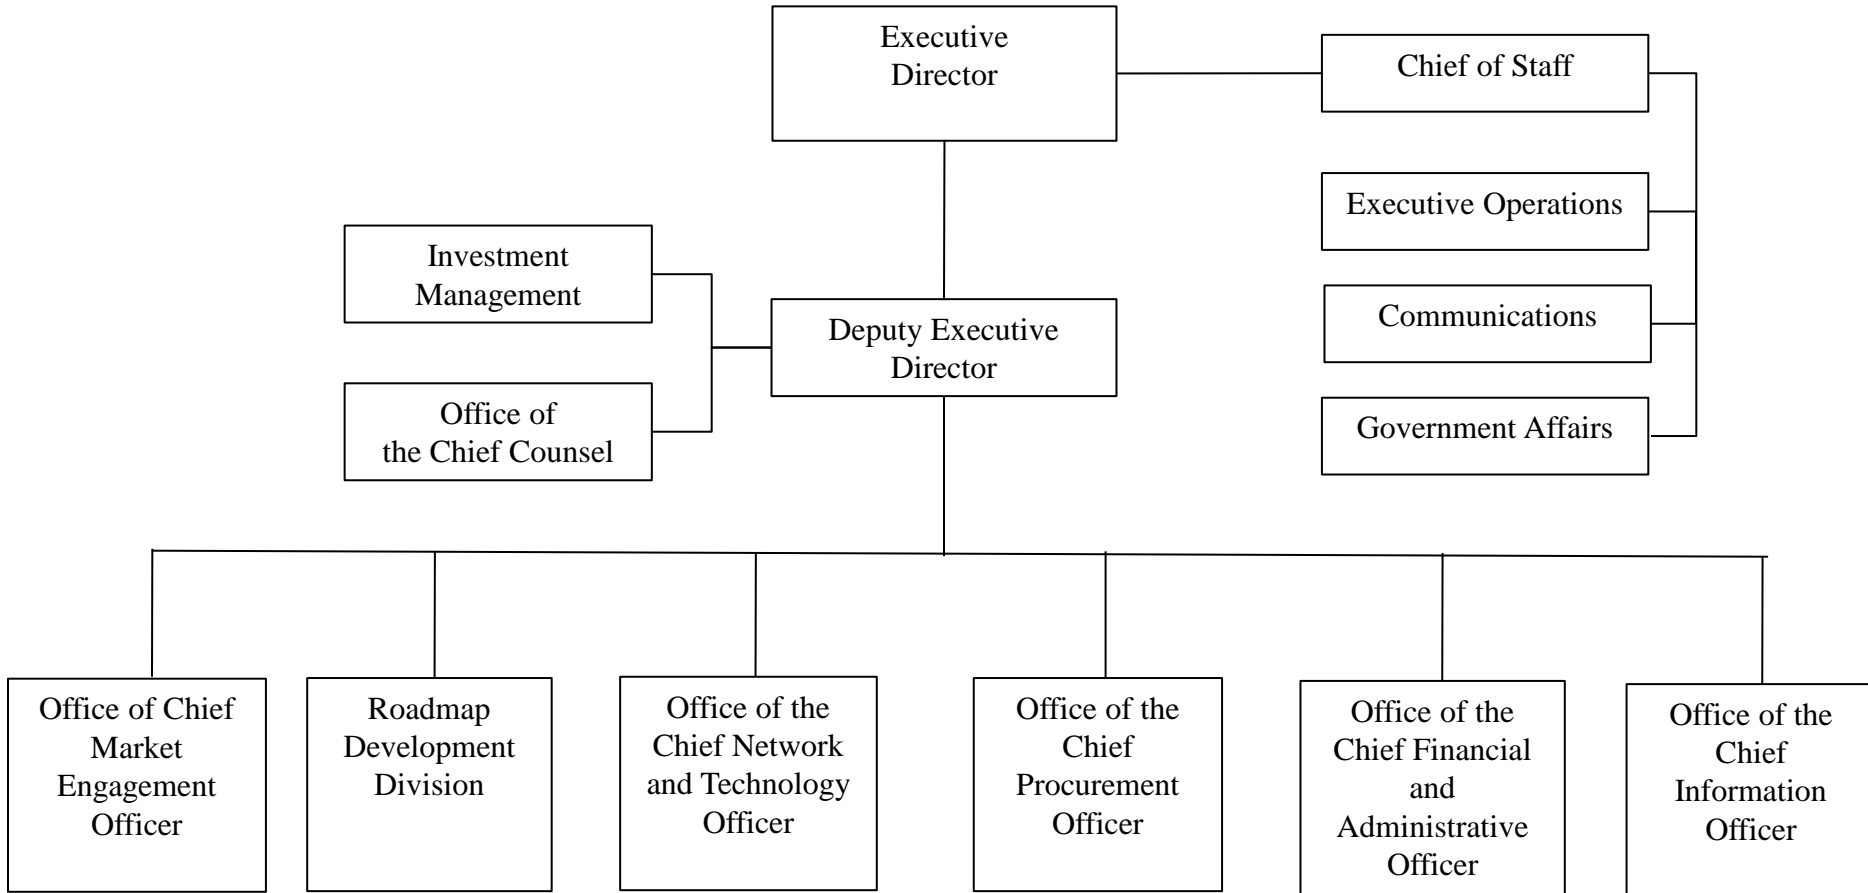 Executive
Director
Chief of Staff
Executive Operations
Investment
Management
Communications
Deputy Executive
Director
Office of
the Chief Counsel
Government Affairs
Office of Chief
Market
Engagement
Officer
Roadmap
Development
Division
Office of the
Chief Network
and Technology
Officer
Office of the
Chief
Procurement
Officer
Office of the
Chief Financial
and
Administrative
Officer
Office of the
Chief
Information
Officer